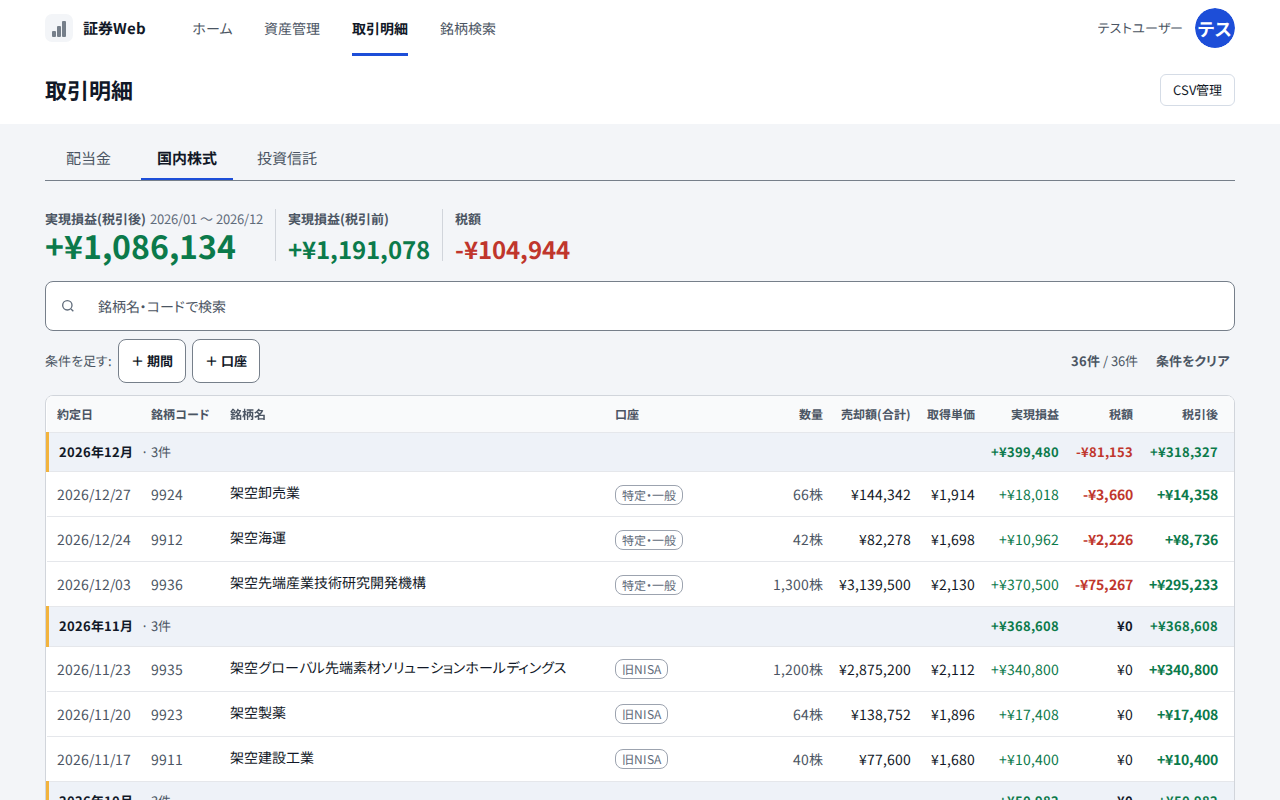 証券Web ホーム 資産管理 取引明細 銘柄検索 テストユーザー テス
取引明細 CSV管理
配当金 国内株式 投資信託
実現損益(税引後) 2026/01 〜 2026/12 実現損益(税引前) 税額
+¥1,086,134 +¥1,191,078 -¥104,944
銘柄名・コードで検索
条件を足す: + 期間 + 口座 36件 / 36件 条件をクリア
約定日 銘柄コード 銘柄名 口座 数量 売却額(合計) 取得単価 実現損益 税額 税引後
2026年12月 · 3件 +¥399,480 -¥81,153 +¥318,327
2026/12/27 9924 架空卸売業 特定・一般 66株 ¥144,342 ¥1,914 +¥18,018 -¥3,660 +¥14,358
2026/12/24 9912 架空海運 特定・一般 42株 ¥82,278 ¥1,698 +¥10,962 -¥2,226 +¥8,736
2026/12/03 9936 架空先端産業技術研究開発機構 特定・一般 1,300株 ¥3,139,500 ¥2,130 +¥370,500 -¥75,267 +¥295,233
2026年11月 · 3件 +¥368,608 ¥0 +¥368,608
2026/11/23 9935 架空グローバル先端素材ソリューションホールディングス 旧NISA 1,200株 ¥2,875,200 ¥2,112 +¥340,800 ¥0 +¥340,800
2026/11/20 9923 架空製薬 旧NISA 64株 ¥138,752 ¥1,896 +¥17,408 ¥0 +¥17,408
2026/11/17 9911 架空建設工業 旧NISA 40株 ¥77,600 ¥1,680 +¥10,400 ¥0 +¥10,400